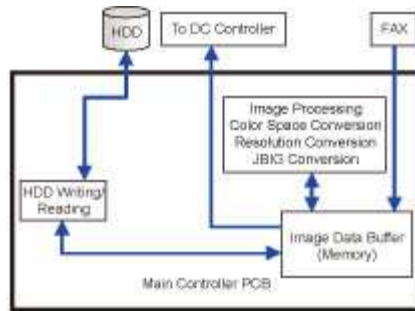 HDD
To DC Controller
FAX
Image Processing
Color Space Conversion
Resolution Conversion
JBIG Conversion
HDD Writing/
Reading
Image Data Buffer
(Memory)
Main Controller PCB